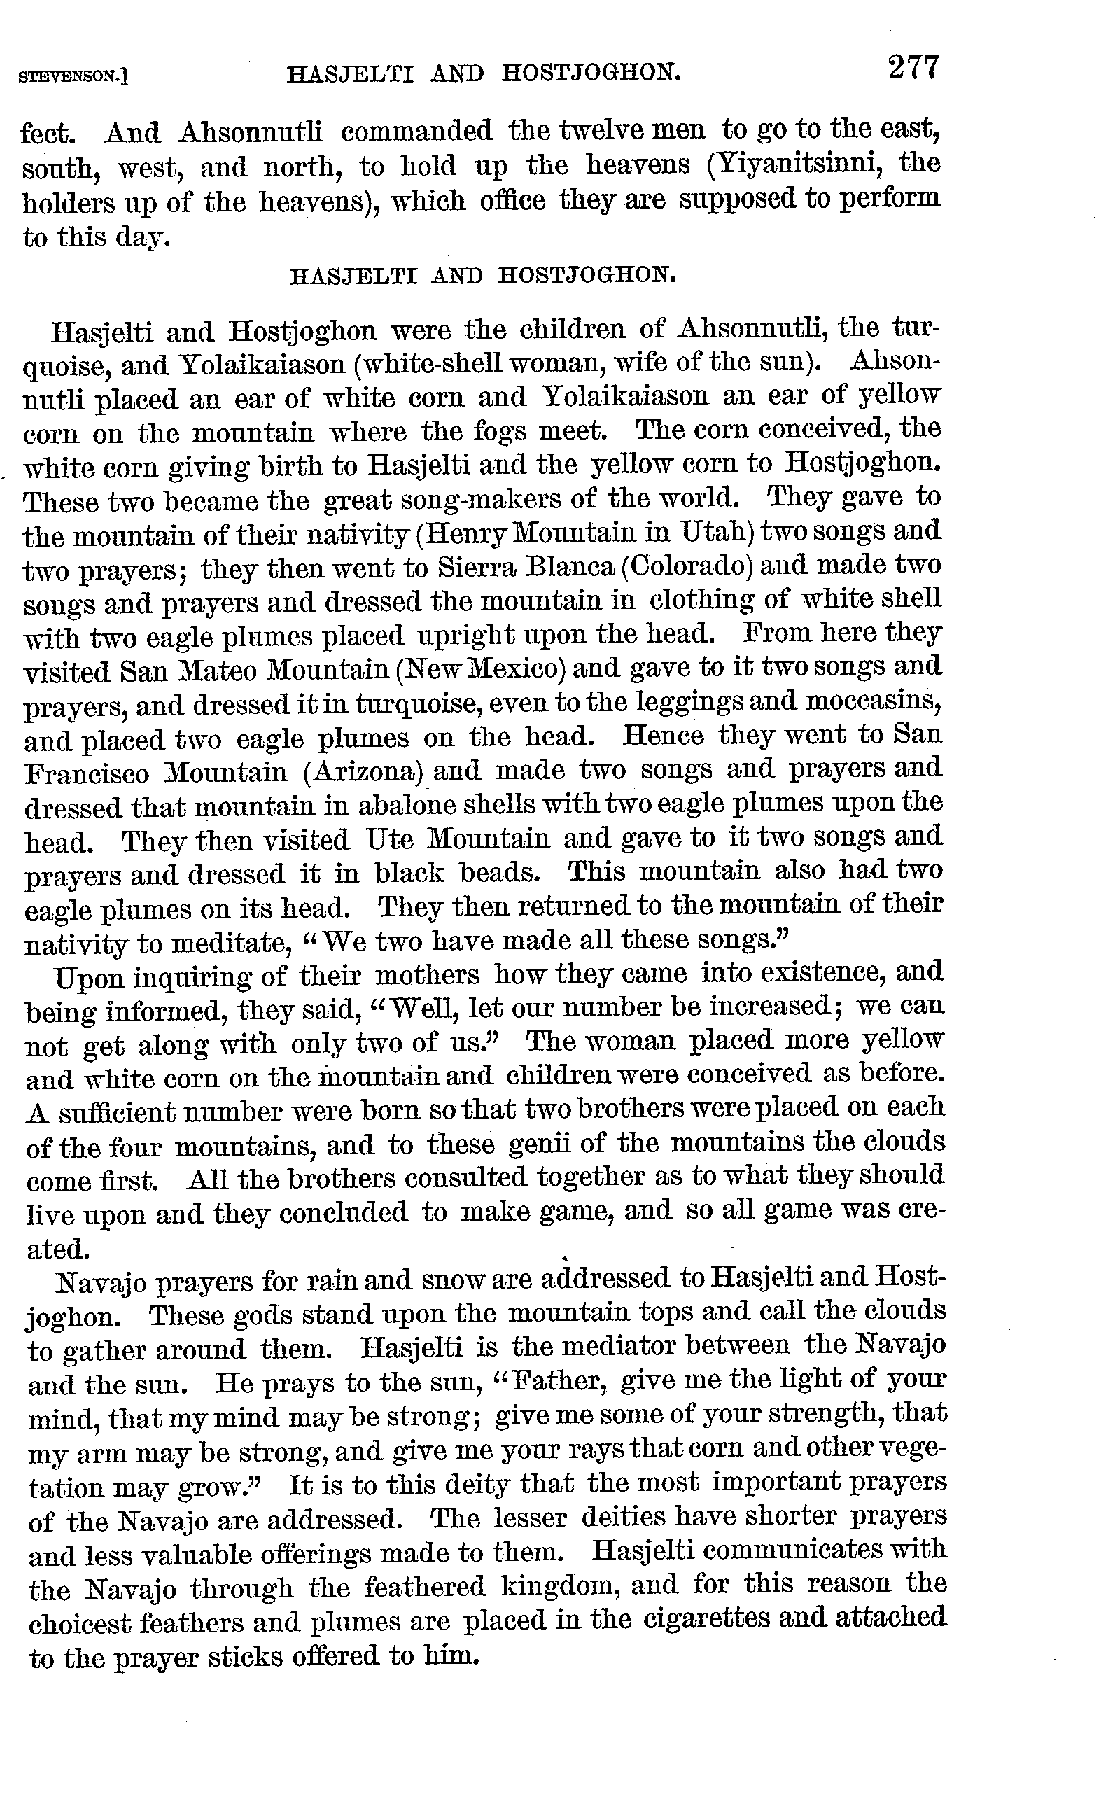 STEVENSON.] HASJELTI AND HOSTJOGHON. 277
fect. And Ahsonnutli commanded the twelve men to go to the east,
south, west, and north, to hold up the heavens (Yiyanitsinni, the
holders up of the heavens), which office they are supposed to perform
to this day.
HASJELTI AND HOSTJOGHON.
Hasjelti and Hostjoghon were the children of Ahsonnutli, the tur-
quoise, and Yolaikaiason (white-shell woman, wife of the sun). Ahson-
nutli placed an ear of white corn and Yolaikaiason an ear of yellow
corn on the mountain where the fogs meet. The corn conceived, the
white corn giving birth to Hasjelti and the yellow corn to Hostjoghon.
These two became the great song-makers of the world. They gave to
the mountain of their nativity (Henry Mountain in Utah) two songs and
two prayers; they then went to Sierra Blanca (Colorado) and made two
songs and prayers and dressed the mountain in clothing of white shell
with two eagle plumes placed upright upon the head. From here they
visited San Mateo Mountain (New Mexico) and gave to it two songs and
prayers, and dressed it in turquoise, even to the leggings and moccasins,
and placed two eagle plumes on the head. Hence they went to San
Francisco Mountain (Arizona) and made two songs and prayers and
dressed that mountain in abalone shells with two eagle plumes upon the
head. They then visited Ute Mountain and gave to it two songs and
prayers and dressed it in black beads. This mountain also had two
eagle plumes on its head. They then returned to the mountain of their
nativity to meditate, "We two have made all these songs."
Upon inquiring of their mothers how they came into existence, and
being informed, they said, "Well, let our number be increased; we can
not get along with only two of us." The woman placed more yellow
and white corn on the mountain and children were conceived as before.
A sufficient number were born so that two brothers were placed on each
of the four mountains, and to these genii of the mountains the clouds
come first. All the brothers consulted together as to what they should
live upon and they concluded to make game, and so all game was cre-
ated.
Navajo prayers for rain and snow are addressed to Hasjelti and Host-
joghon. These gods stand upon the mountain tops and call the clouds
to gather around them. Hasjelti is the mediator between the Navajo
and the sun. He prays to the sun, "Father, give me the light of your
mind, that my mind may be strong; give me some of your strength, that
my arm may be strong, and give me your rays that corn and other vege-
tation may grow." It is to this deity that the most important prayers
of the Navajo are addressed. The lesser deities have shorter prayers
and less valuable offerings made to them. Hasjelti communicates with
the Navajo through the feathered kingdom, and for this reason the
choicest feathers and plumes are placed in the cigarettes and attached
to the prayer sticks offered to him.